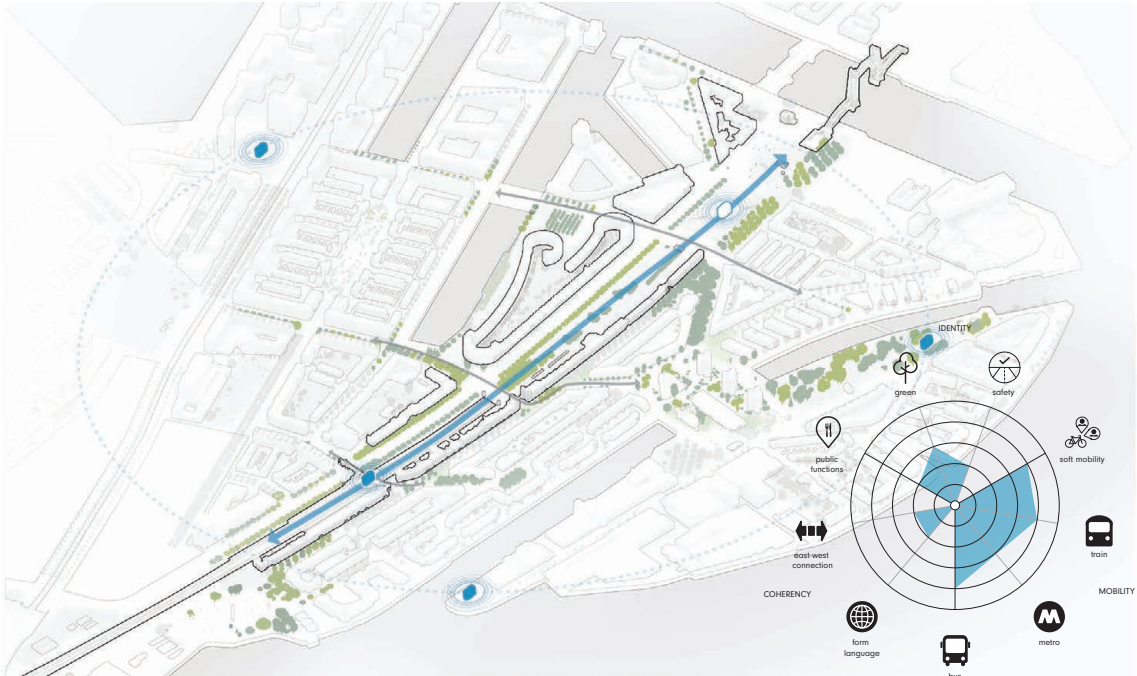 IDENTITY
green
safety
public
functions
soft mobility
east-west
connection
train
COHERENCY
MOBILITY
form
language
M
metro
bus